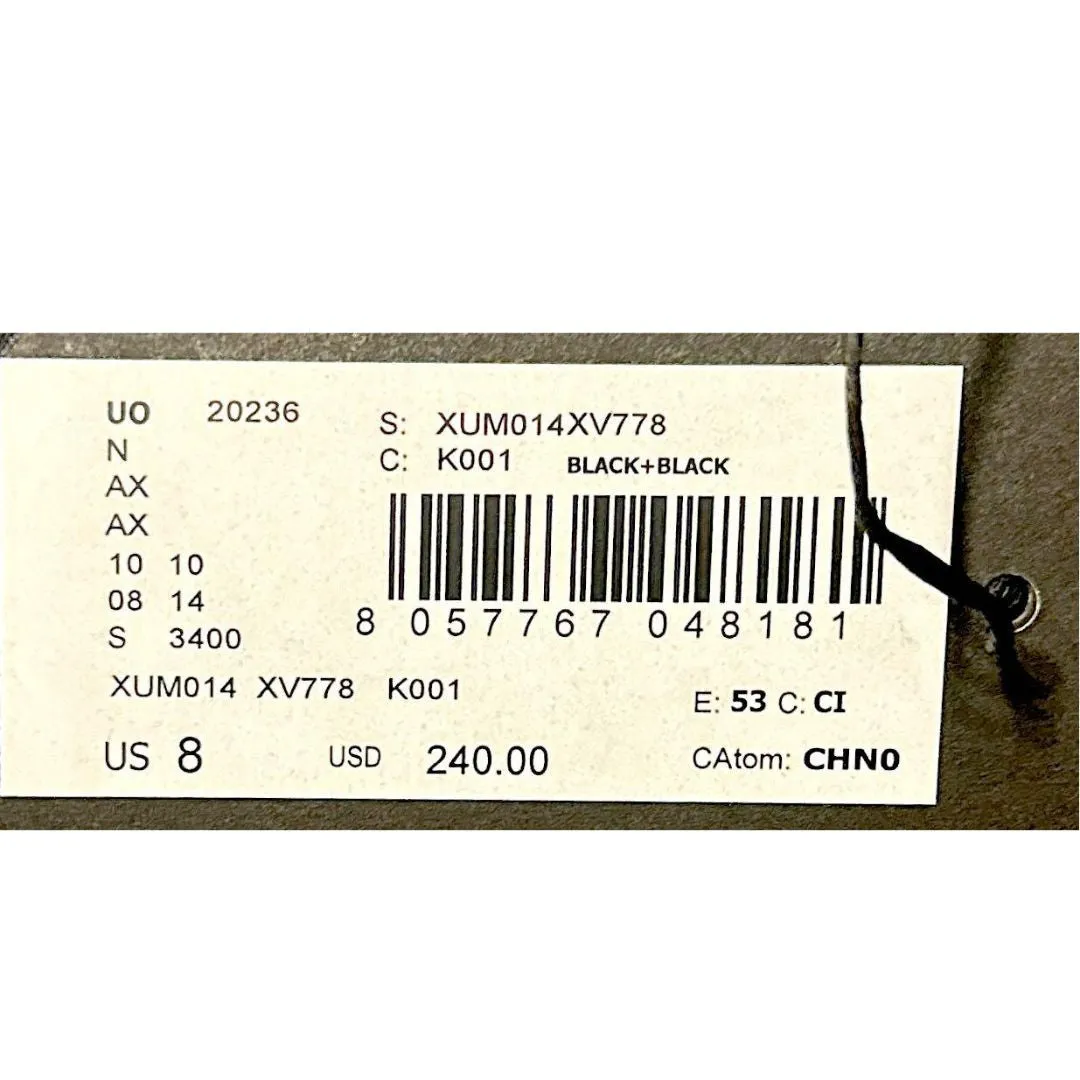 UO 20236
N
AX
AX
10 10
08 14
S 3400
S: XUM014XV778
C: K001 BLACK+BLACK
8 057767 048181
XUM014 XV778 K001
E: 53 C: CI
US 8 USD 240.00
CAtom: CHN0